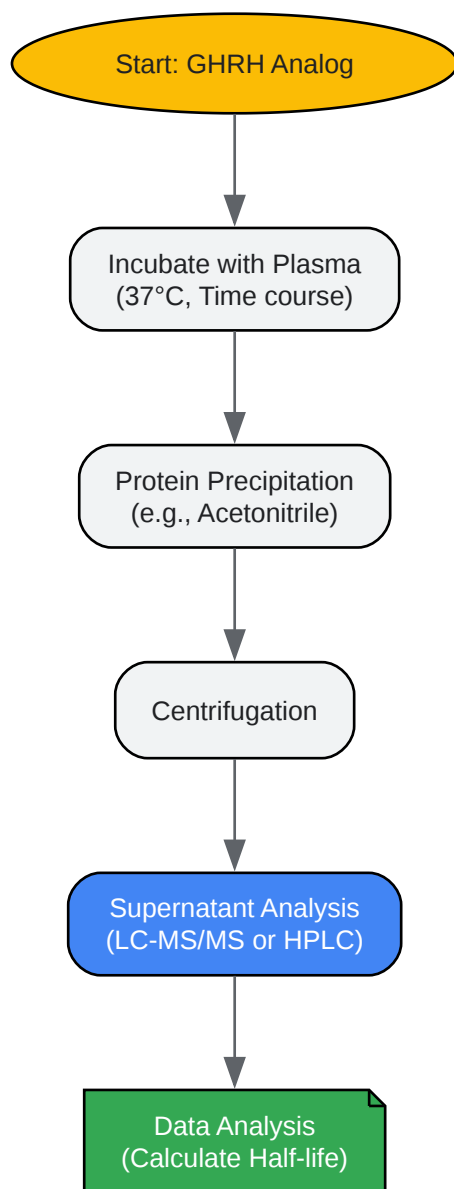 Start: GHRH Analog
Incubate with Plasma
(37°C, Time course)
Protein Precipitation
(e.g., Acetonitrile)
Centrifugation
Supernatant Analysis
(LC-MS/MS or HPLC)
Data Analysis
(Calculate Half-life)